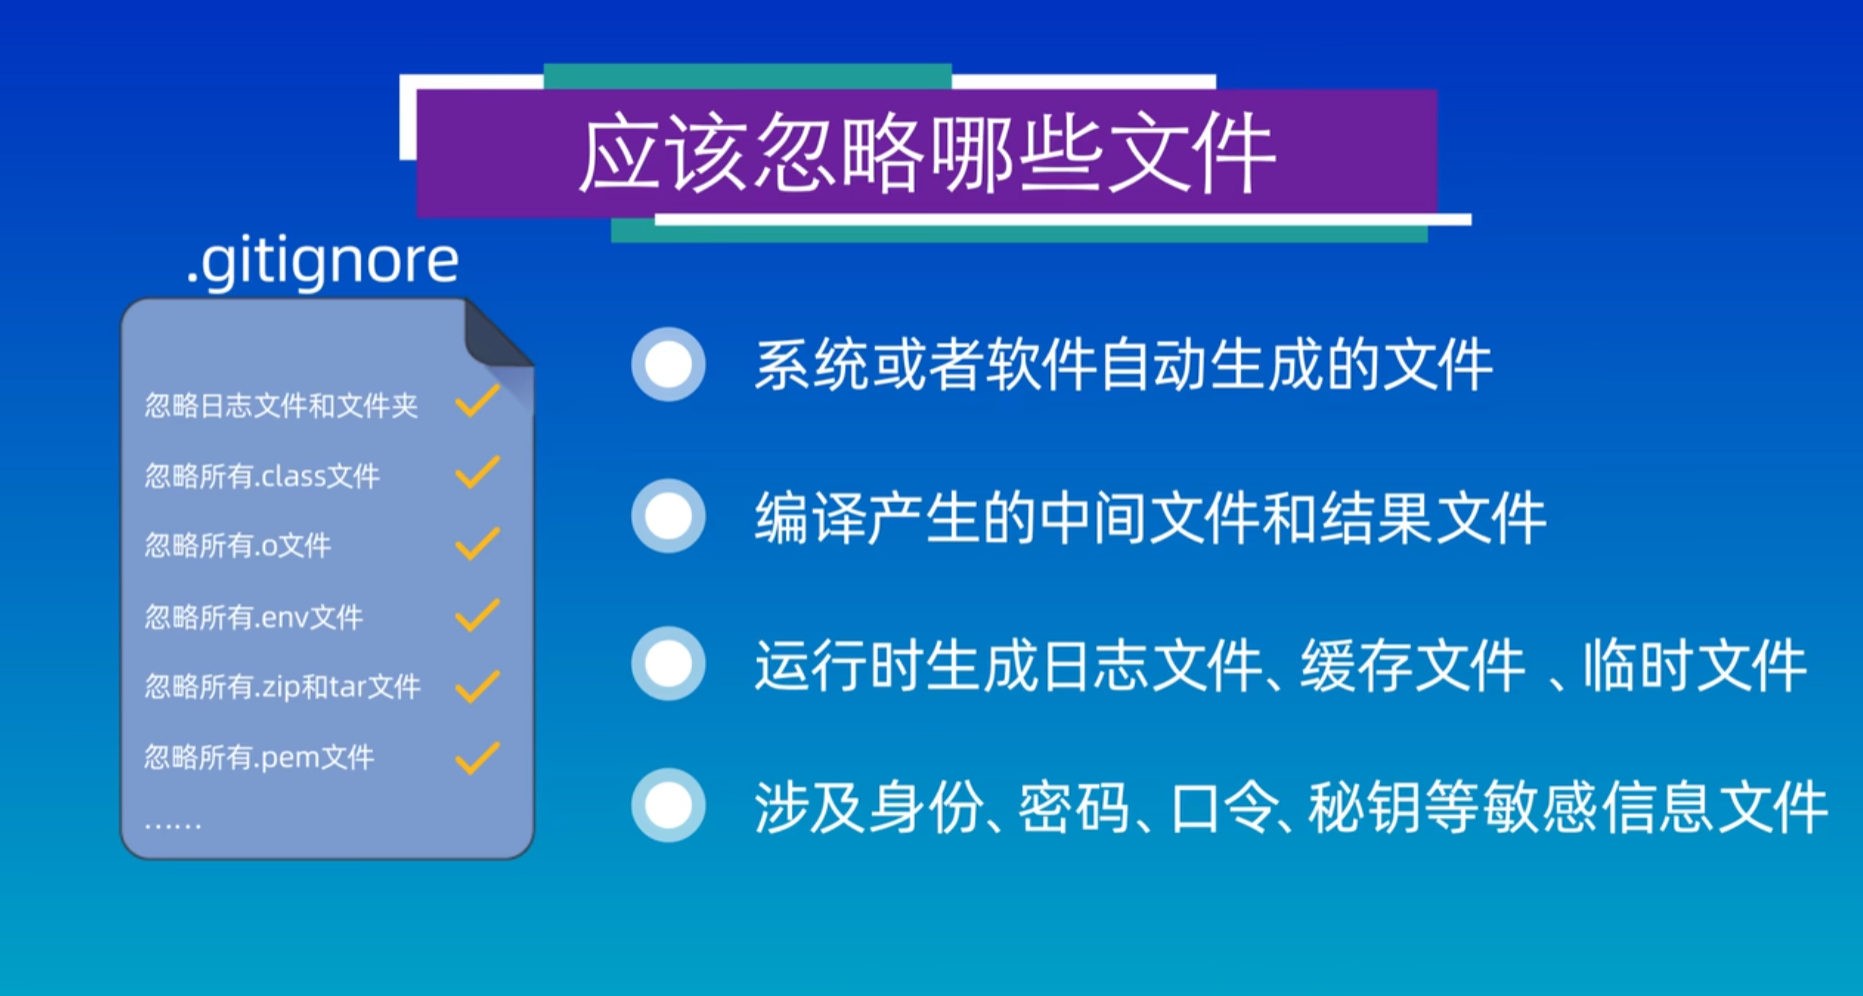 应该忽略哪些文件
.gitignore
忽略日志文件和文件夹
忽略所有.class文件
忽略所有.o文件
忽略所有.env文件
忽略所有.zip和tar文件
忽略所有.pem文件
......
系统或者软件自动生成的文件
编译产生的中间文件和结果文件
运行时生成日志文件、缓存文件 、临时文件
涉及身份、密码、口令、秘钥等敏感信息文件